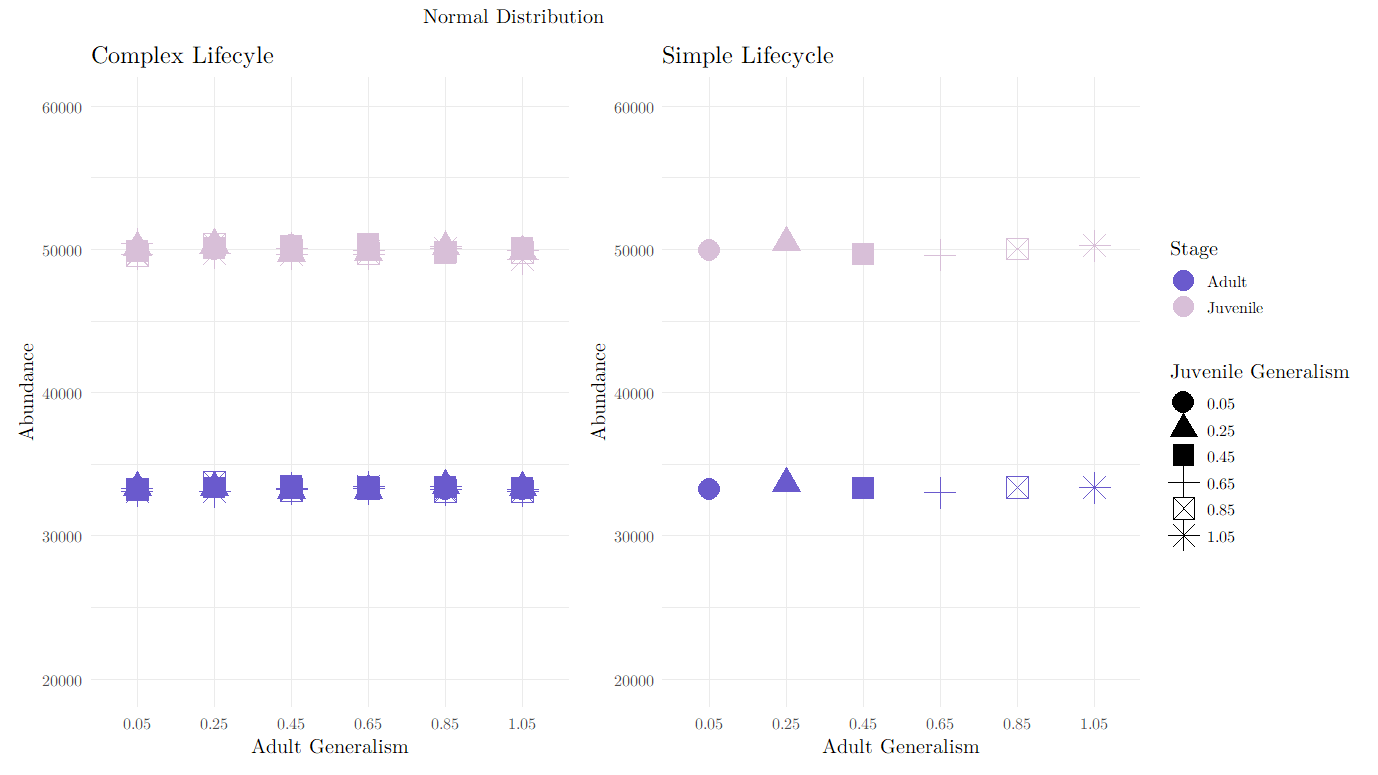 Normal Distribution
Complex Lifecyle
60000
50000
40000
30000
20000
Abundance
0.05 0.25 0.45 0.65 0.85 1.05
Adult Generalism
Simple Lifecycle
60000
50000
40000
30000
20000
Abundance
0.05 0.25 0.45 0.65 0.85 1.05
Adult Generalism
Stage
Adult
Juvenile
Juvenile Generalism
0.05
0.25
0.45
0.65
0.85
1.05